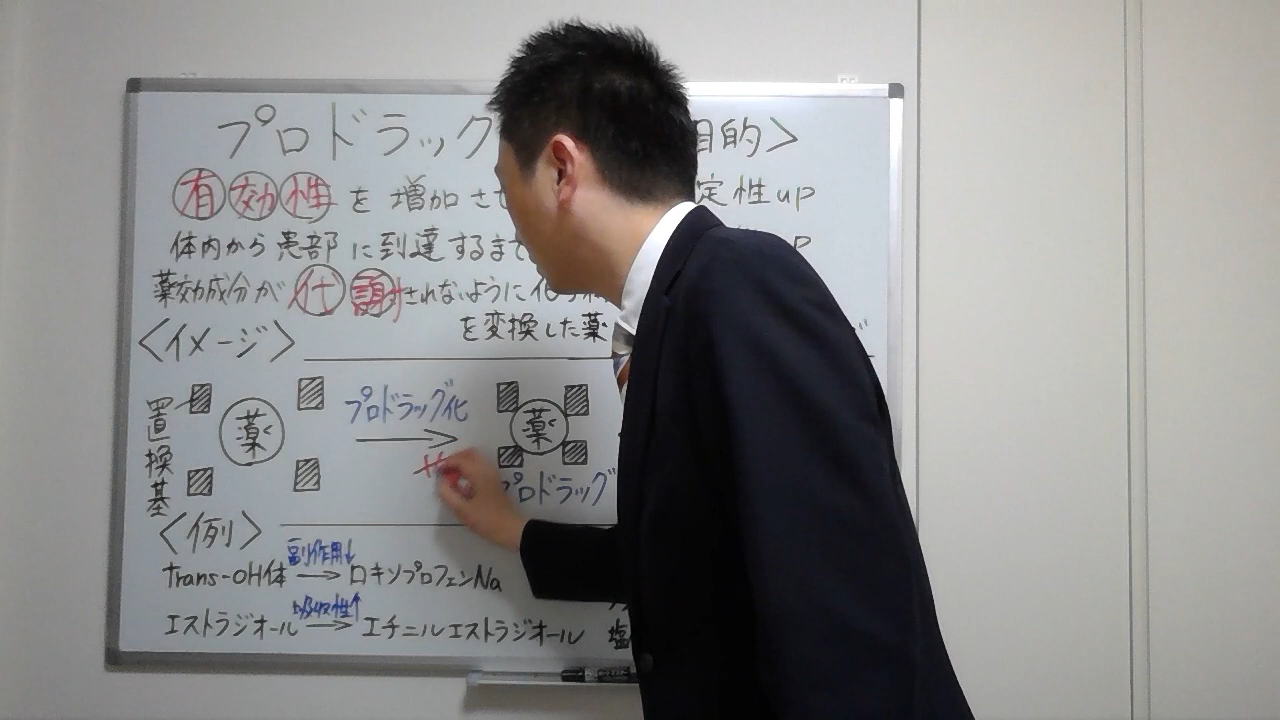 プロドラッグ
目的>
有効性を増加させ
定性up
体内から患部に到達するまで
P
薬効成分が代謝されないように化学構
を変換した薬
<イメージ>
置換基
薬
プロドラッグ化
薬
プロドラッグ
<例>
副作用↓
trans-OH体 → ロキソプロフェンNa
吸収性↑
エストラジオール → エチニルエストラジオール
塩